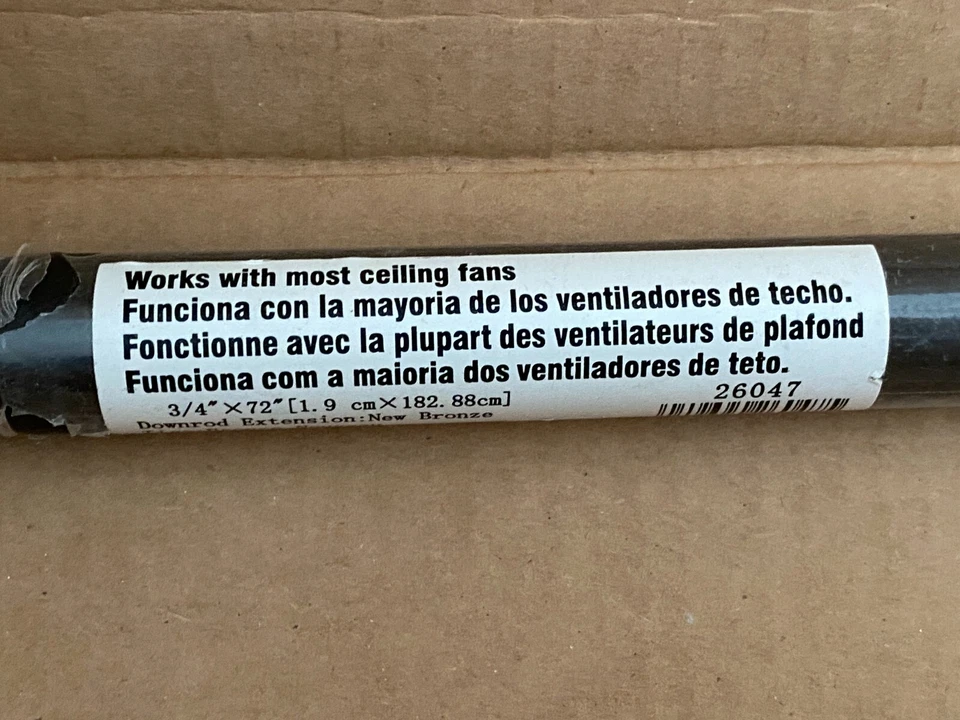 Works with most ceiling fans
Funciona con la mayoria de los ventiladores de techo.
Fonctionne avec la plupart des ventilateurs de plafond
Funciona com a maioria dos ventiladores de teto.
3/4"×72"[1. 9 cm×182. 88cm]
26047
Downrod Extension:New Bronze